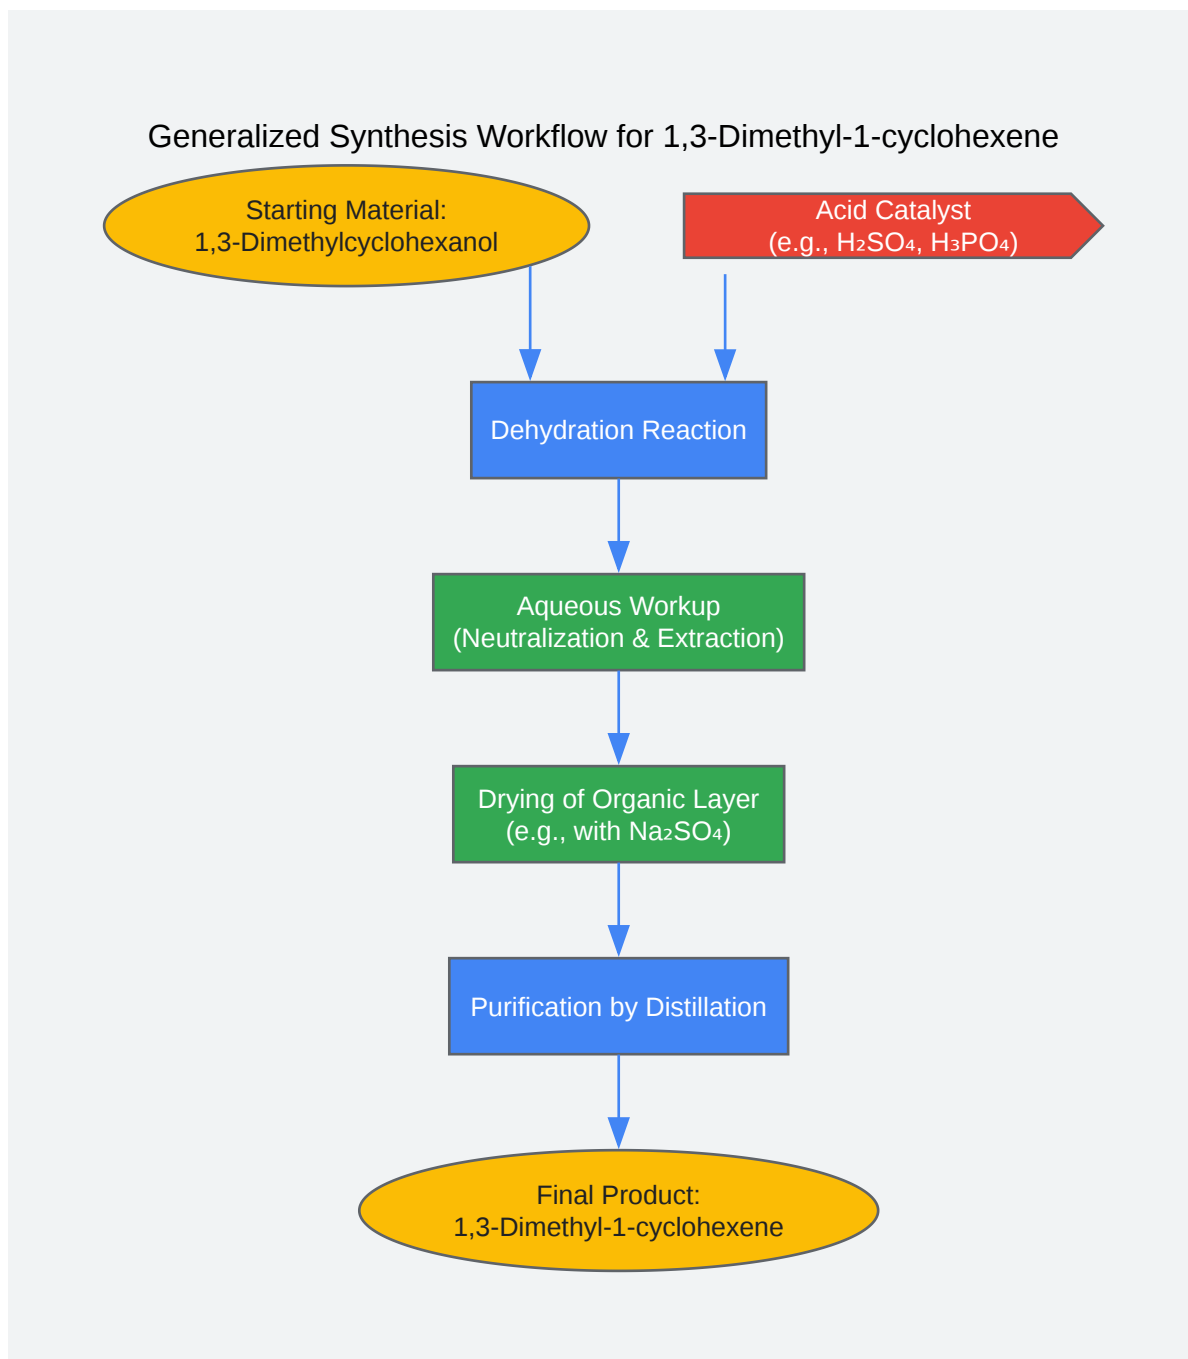 Generalized Synthesis Workflow for 1,3-Dimethyl-1-cyclohexene
Starting Material:
1,3-Dimethylcyclohexanol
Acid Catalyst
(e.g., H₂SO₄, H₃PO₄)
Dehydration Reaction
Aqueous Workup
(Neutralization & Extraction)
Drying of Organic Layer
(e.g., with Na₂SO₄)
Purification by Distillation
Final Product:
1,3-Dimethyl-1-cyclohexene